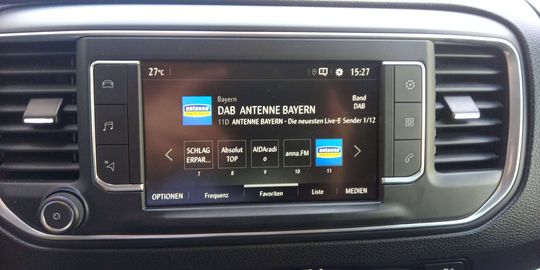 27°C 15:27
Bayern
DAB ANTENNE BAYERN
Band
DAB
11D ANTENNE BAYERN - Die neuesten Live-E Sender 1/12
SCHLAG
ERPAR...
Absolut
TOP
AIDAradi
o
anna.FM
7 8 9 10 11
OPTIONEN Frequenz Favoriten Liste MEDIEN
N